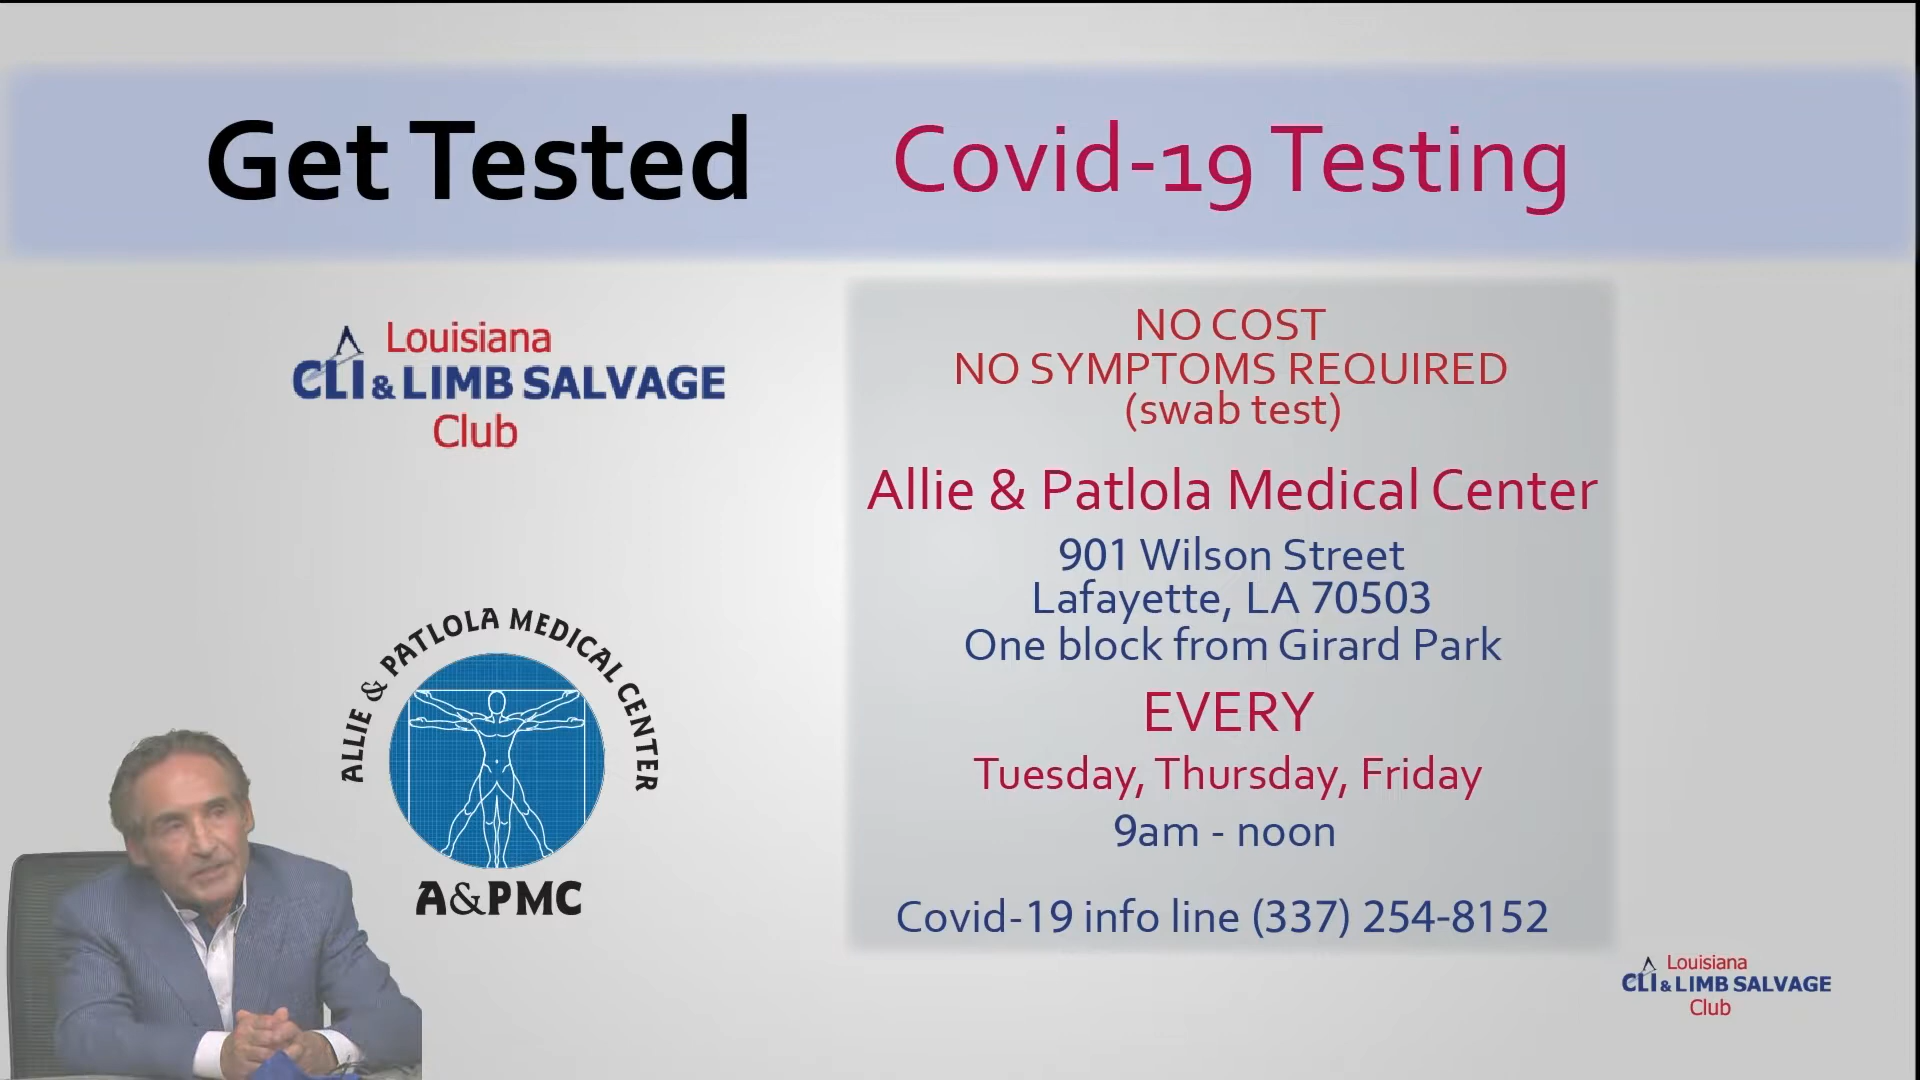 Get Tested
Covid-19 Testing
Louisiana
CLI & LIMB SALVAGE
Club
NO COST
NO SYMPTOMS REQUIRED
(swab test)
Allie & Patlola Medical Center
901 Wilson Street
Lafayette, LA 70503
One block from Girard Park
EVERY
Tuesday, Thursday, Friday
9am - noon
Covid-19 info line (337) 254-8152
ALLIE & PATLOLA MEDICAL CENTER
A&PMC
Louisiana
CLI & LIMB SALVAGE
Club